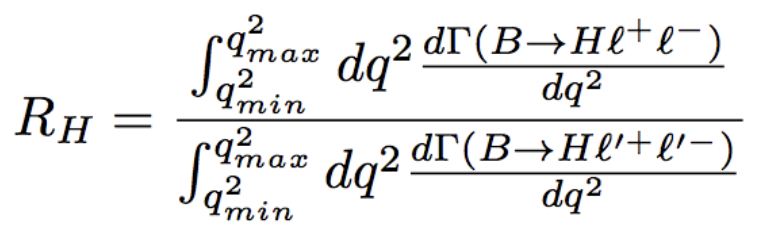 R_H = \frac{\int_{q^2_{min}}^{q^2_{max}} dq^2 \frac{d\Gamma(B \to H\ell^+\ell^-)}{dq^2}}{\int_{q^2_{min}}^{q^2_{max}} dq^2 \frac{d\Gamma(B \to H\ell'^+\ell'^-)}{dq^2}}